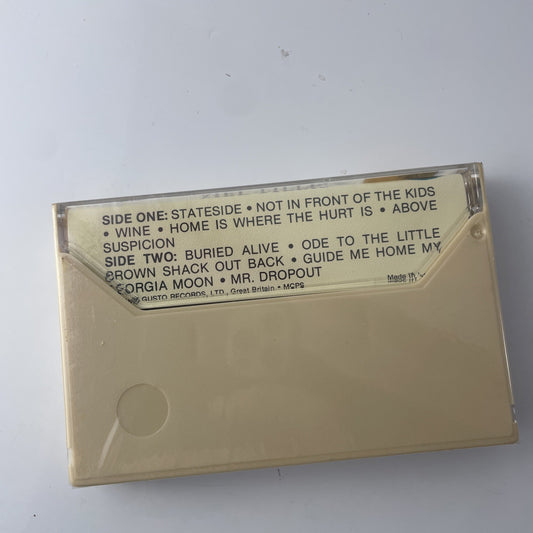 SIDE ONE: STATESIDE • NOT IN FRONT OF THE KIDS
• WINE • HOME IS WHERE THE HURT IS • ABOVE
SUSPICION
SIDE TWO: BURIED ALIVE • ODE TO THE LITTLE
BROWN SHACK OUT BACK • GUIDE ME HOME MY
GEORGIA MOON • MR. DROPOUT
GUSTO RECORDS, LTD., Great Britain • MCPS
Made in